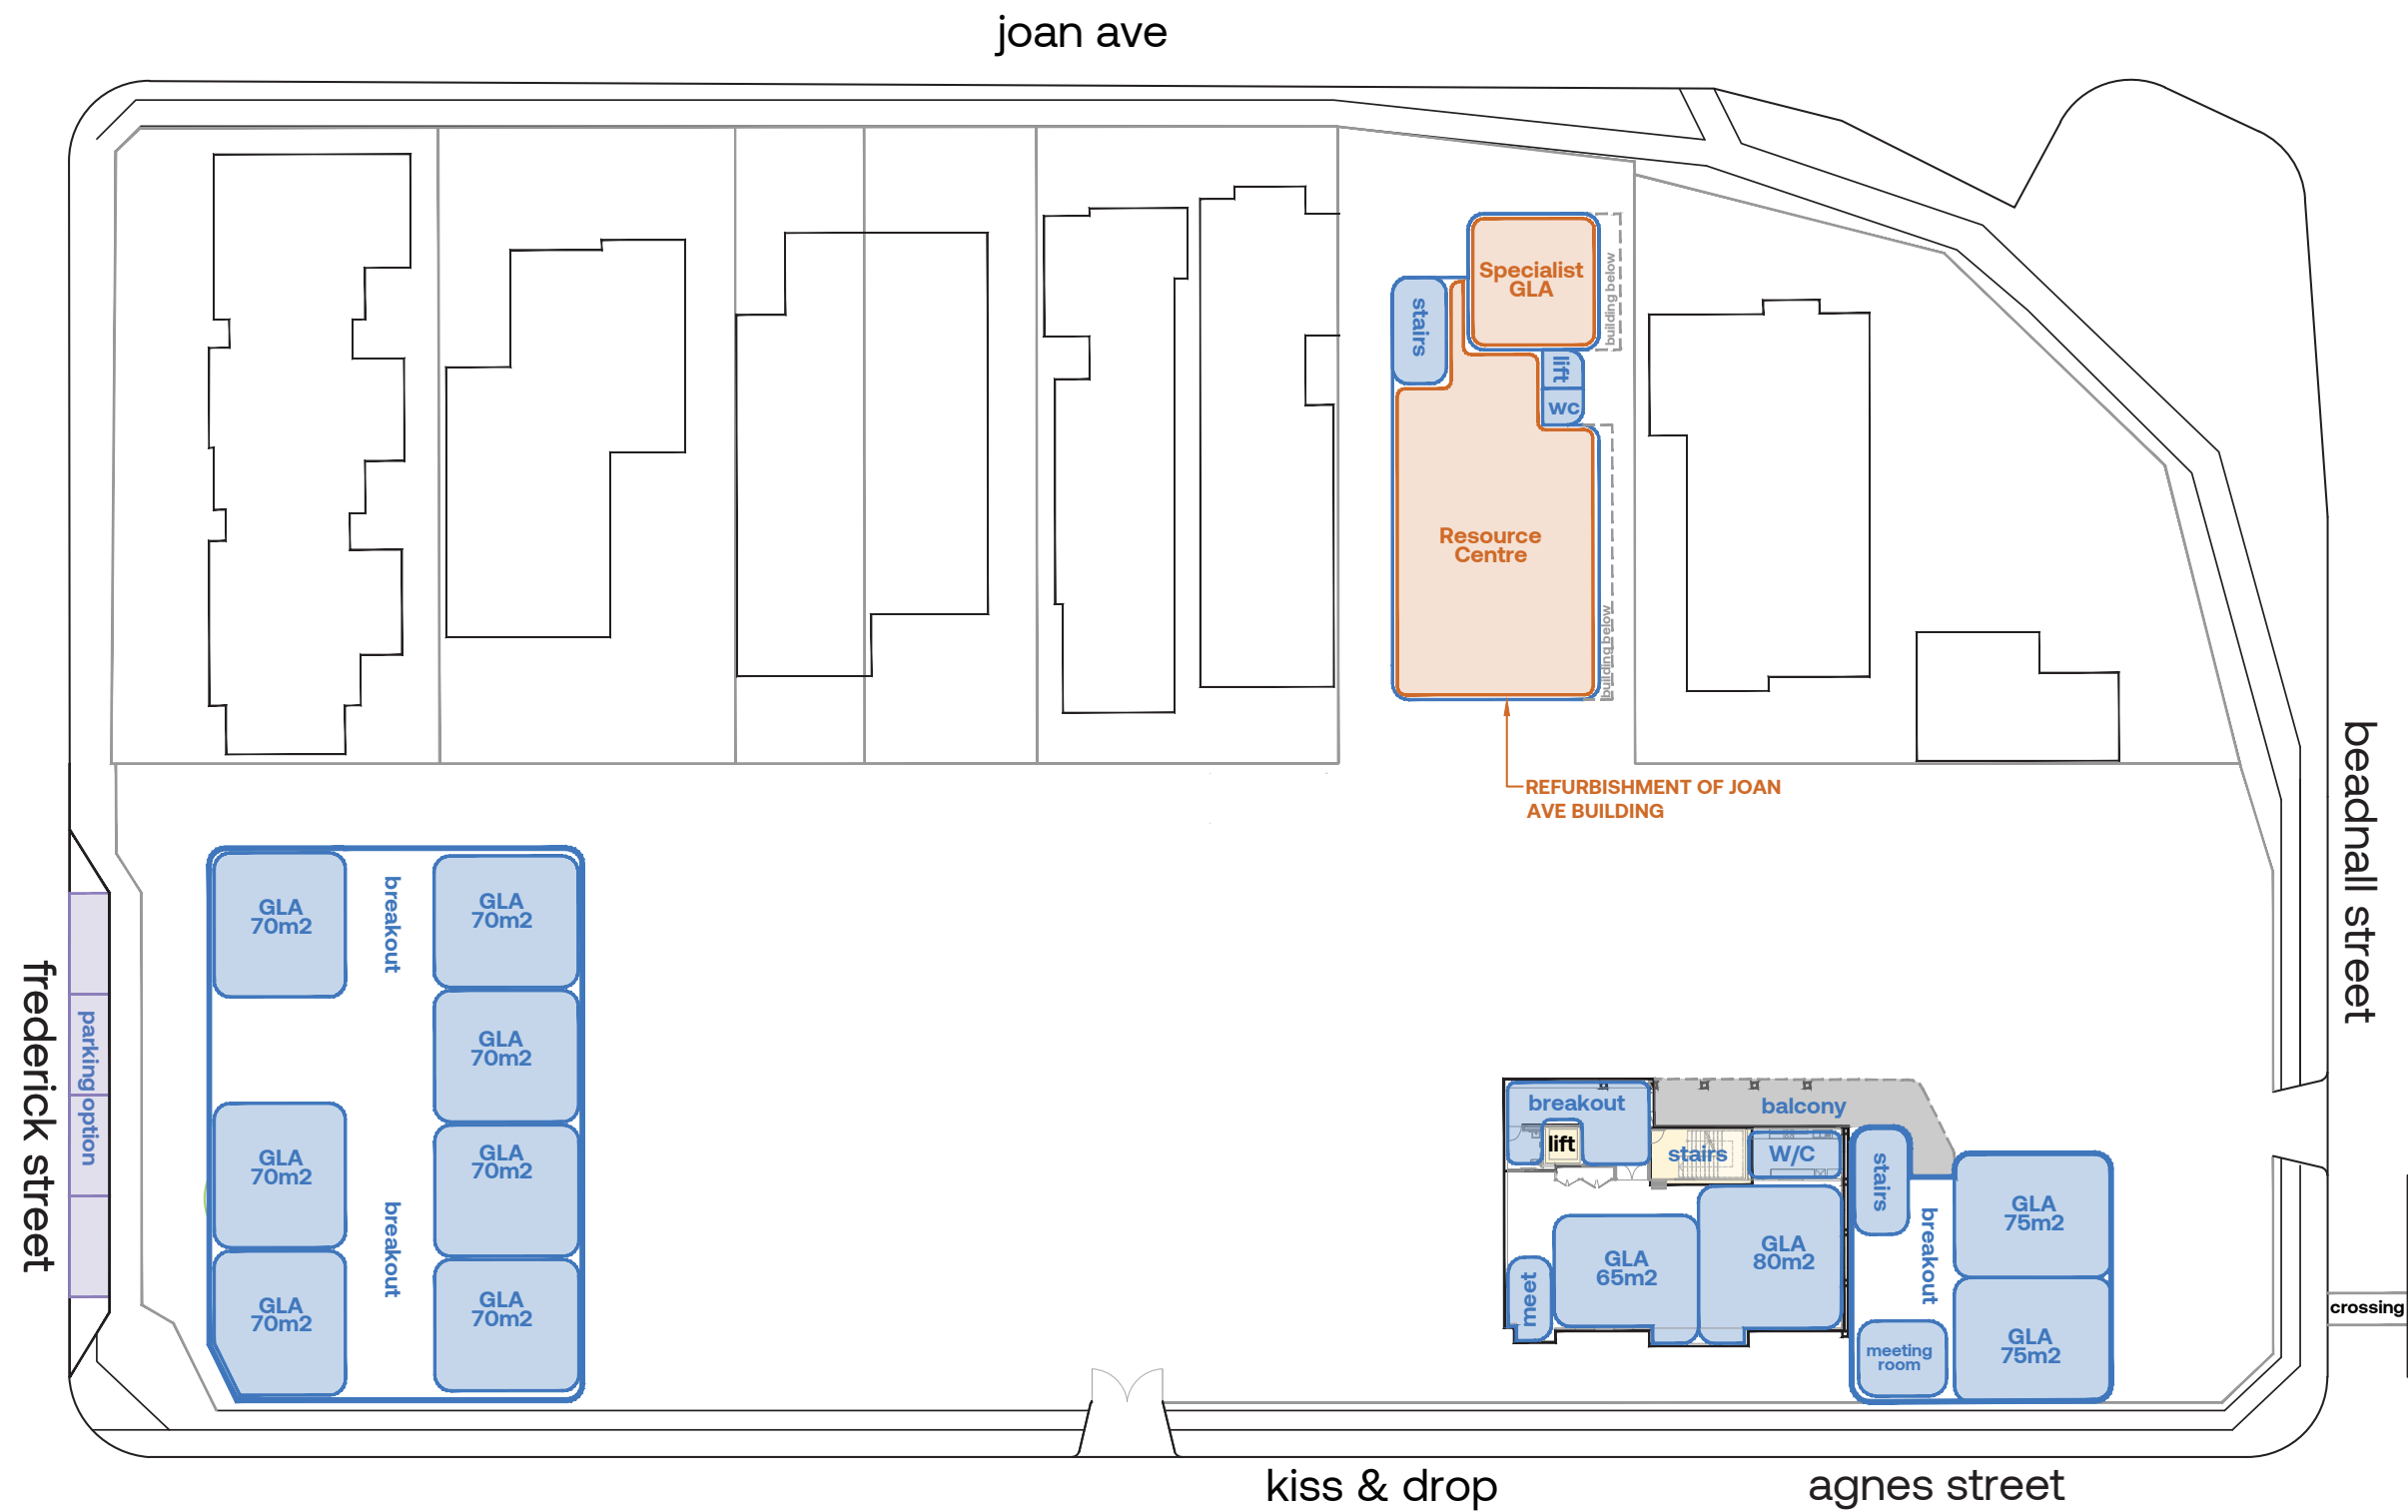 joan ave
Specialist
GLA
building below
stairs
lift
wc
Resource
Centre
building below
REFURBISHMENT OF JOAN
AVE BUILDING
beadnall street
frederick street
parking option
GLA
70m2
breakout
GLA
70m2
GLA
70m2
GLA
70m2
GLA
70m2
breakout
GLA
70m2
GLA
70m2
breakout
balcony
lift
stairs
W/C
stairs
GLA
75m2
breakout
GLA
65m2
GLA
80m2
meet
meeting
room
GLA
75m2
crossing
kiss & drop
agnes street